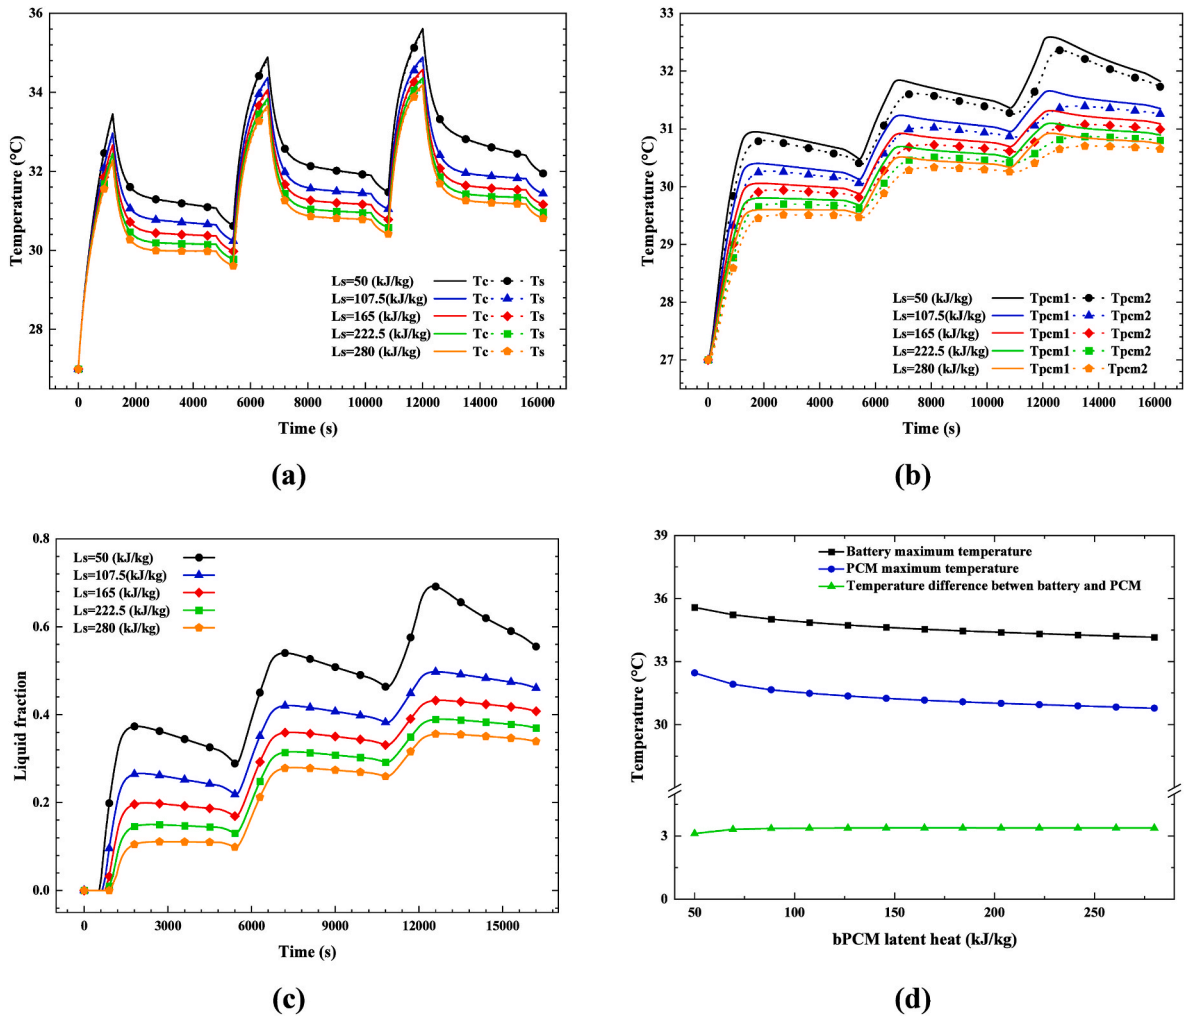 36
34
32
30
28
Temperature (°C)
Ls=50 (kJ/kg) Tc Ts
Ls=107.5(kJ/kg) Tc Ts
Ls=165 (kJ/kg) Tc Ts
Ls=222.5 (kJ/kg) Tc Ts
Ls=280 (kJ/kg) Tc Ts
0 2000 4000 6000 8000 10000 12000 14000 16000
Time (s)
(a)
33
32
31
30
29
28
27
Temperature (°C)
Ls=50 (kJ/kg) Tpcm1 Tpcm2
Ls=107.5(kJ/kg) Tpcm1 Tpcm2
Ls=165 (kJ/kg) Tpcm1 Tpcm2
Ls=222.5 (kJ/kg) Tpcm1 Tpcm2
Ls=280 (kJ/kg) Tpcm1 Tpcm2
0 2000 4000 6000 8000 10000 12000 14000 16000
Time (s)
(b)
0.8
0.6
0.4
0.2
0.0
Liquid fraction
Ls=50 (kJ/kg)
Ls=107.5(kJ/kg)
Ls=165 (kJ/kg)
Ls=222.5 (kJ/kg)
Ls=280 (kJ/kg)
0 3000 6000 9000 12000 15000
Time (s)
(c)
39
36
33
30
3
0
Temperature (°C)
Battery maximum temperature
PCM maximum temperature
Temperature difference betwen battery and PCM
50 100 150 200 250
bPCM latent heat (kJ/kg)
(d)